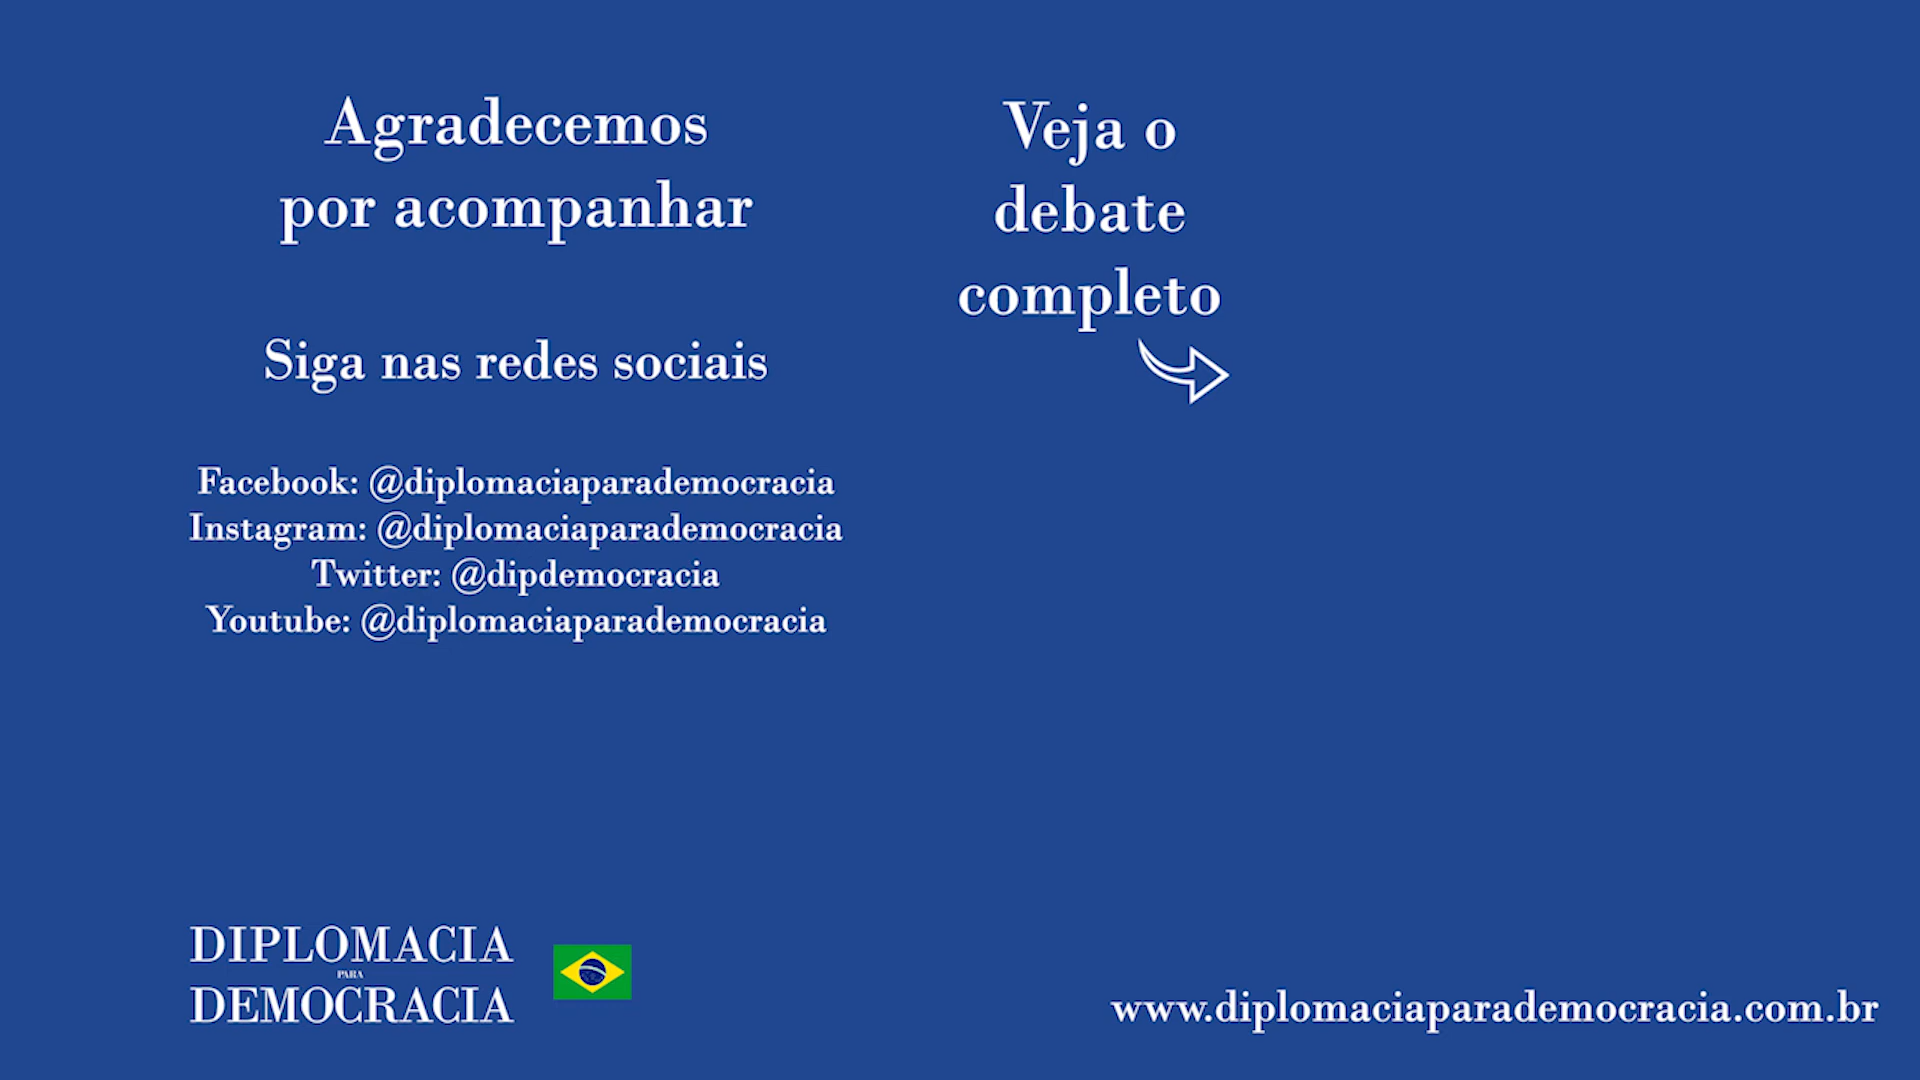 Agradecemos
por acompanhar
Siga nas redes sociais
Facebook: @diplomaciaparademocracia
Instagram: @diplomaciaparademocracia
Twitter: @dipdemocracia
Youtube: @diplomaciaparademocracia
Veja o
debate
completo
DIPLOMACIA
PARA
DEMOCRACIA
www.diplomaciaparademocracia.com.br